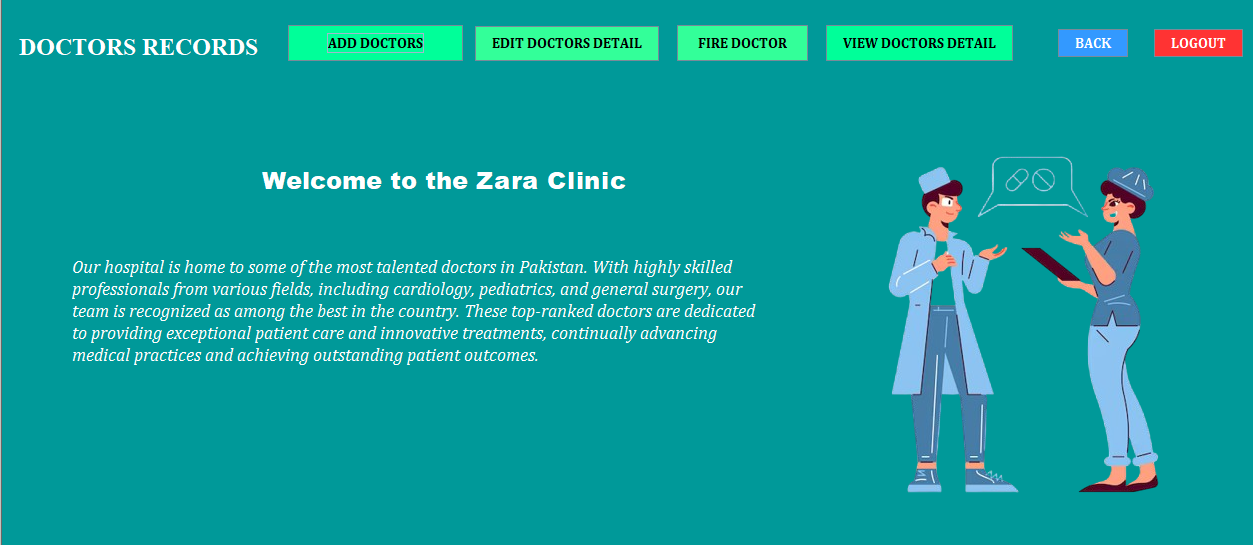 DOCTORS RECORDS
ADD DOCTORS
EDIT DOCTORS DETAIL
FIRE DOCTOR
VIEW DOCTORS DETAIL
BACK
LOGOUT
Welcome to the Zara Clinic
Our hospital is home to some of the most talented doctors in Pakistan. With highly skilled
professionals from various fields, including cardiology, pediatrics, and general surgery, our
team is recognized as among the best in the country. These top-ranked doctors are dedicated
to providing exceptional patient care and innovative treatments, continually advancing
medical practices and achieving outstanding patient outcomes.